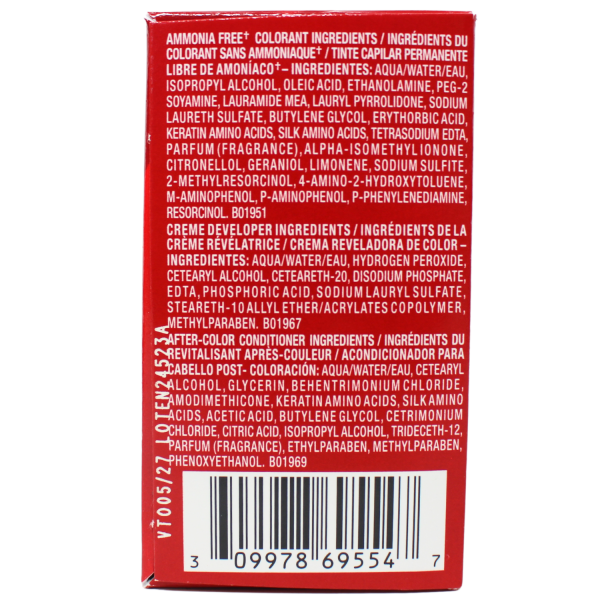 AMMONIA FREE† COLORANT INGREDIENTS / INGRÉDIENTS DU
COLORANT SANS AMMONIAQUE† / TINTE CAPILAR PERMANENTE
LIBRE DE AMONÍACO† – INGREDIENTES: AQUA/WATER/EAU,
ISOPROPYL ALCOHOL, OLEIC ACID, ETHANOLAMINE, PEG-2
SOYAMINE, LAURAMIDE MEA, LAURYL PYRROLIDONE, SODIUM
LAURETH SULFATE, BUTYLENE GLYCOL, ERYTHORBIC ACID,
KERATIN AMINO ACIDS, SILK AMINO ACIDS, TETRASODIUM EDTA,
PARFUM (FRAGRANCE), ALPHA-ISOMETHYL IONONE,
CITRONELLOL, GERANIOL, LIMONENE, SODIUM SULFITE,
2-METHYLRESORCINOL, 4-AMINO-2-HYDROXYTOLUENE,
M-AMINOPHENOL, P-AMINOPHENOL, P-PHENYLENEDIAMINE,
RESORCINOL. B01951
CREME DEVELOPER INGREDIENTS / INGRÉDIENTS DE LA
CRÈME RÉVÉLATRICE / CREMA REVELADORA DE COLOR –
INGREDIENTES: AQUA/WATER/EAU, HYDROGEN PEROXIDE,
CETEARYL ALCOHOL, CETEARETH-20, DISODIUM PHOSPHATE,
EDTA, PHOSPHORIC ACID, SODIUM LAURYL SULFATE,
STEARETH-10 ALLYL ETHER/ACRYLATES COPOLYMER,
METHYLPARABEN. B01967
AFTER-COLOR CONDITIONER INGREDIENTS / INGRÉDIENTS DU
REVITALISANT APRÈS-COULEUR / ACONDICIONADOR PARA
CABELLO POST- COLORACIÓN: AQUA/WATER/EAU, CETEARYL
ALCOHOL, GLYCERIN, BEHENTRIMONIUM CHLORIDE,
AMODIMETHICONE, KERATIN AMINO ACIDS, SILK AMINO
ACIDS, ACETIC ACID, BUTYLENE GLYCOL, CETRIMONIUM
CHLORIDE, CITRIC ACID, ISOPROPYL ALCOHOL, TRIDECETH-12,
PARFUM (FRAGRANCE), ETHYLPARABEN, METHYLPARABEN,
PHENOXYETHANOL. B01969
VT005/27 LOTEN24523A
3 09978 69554 7